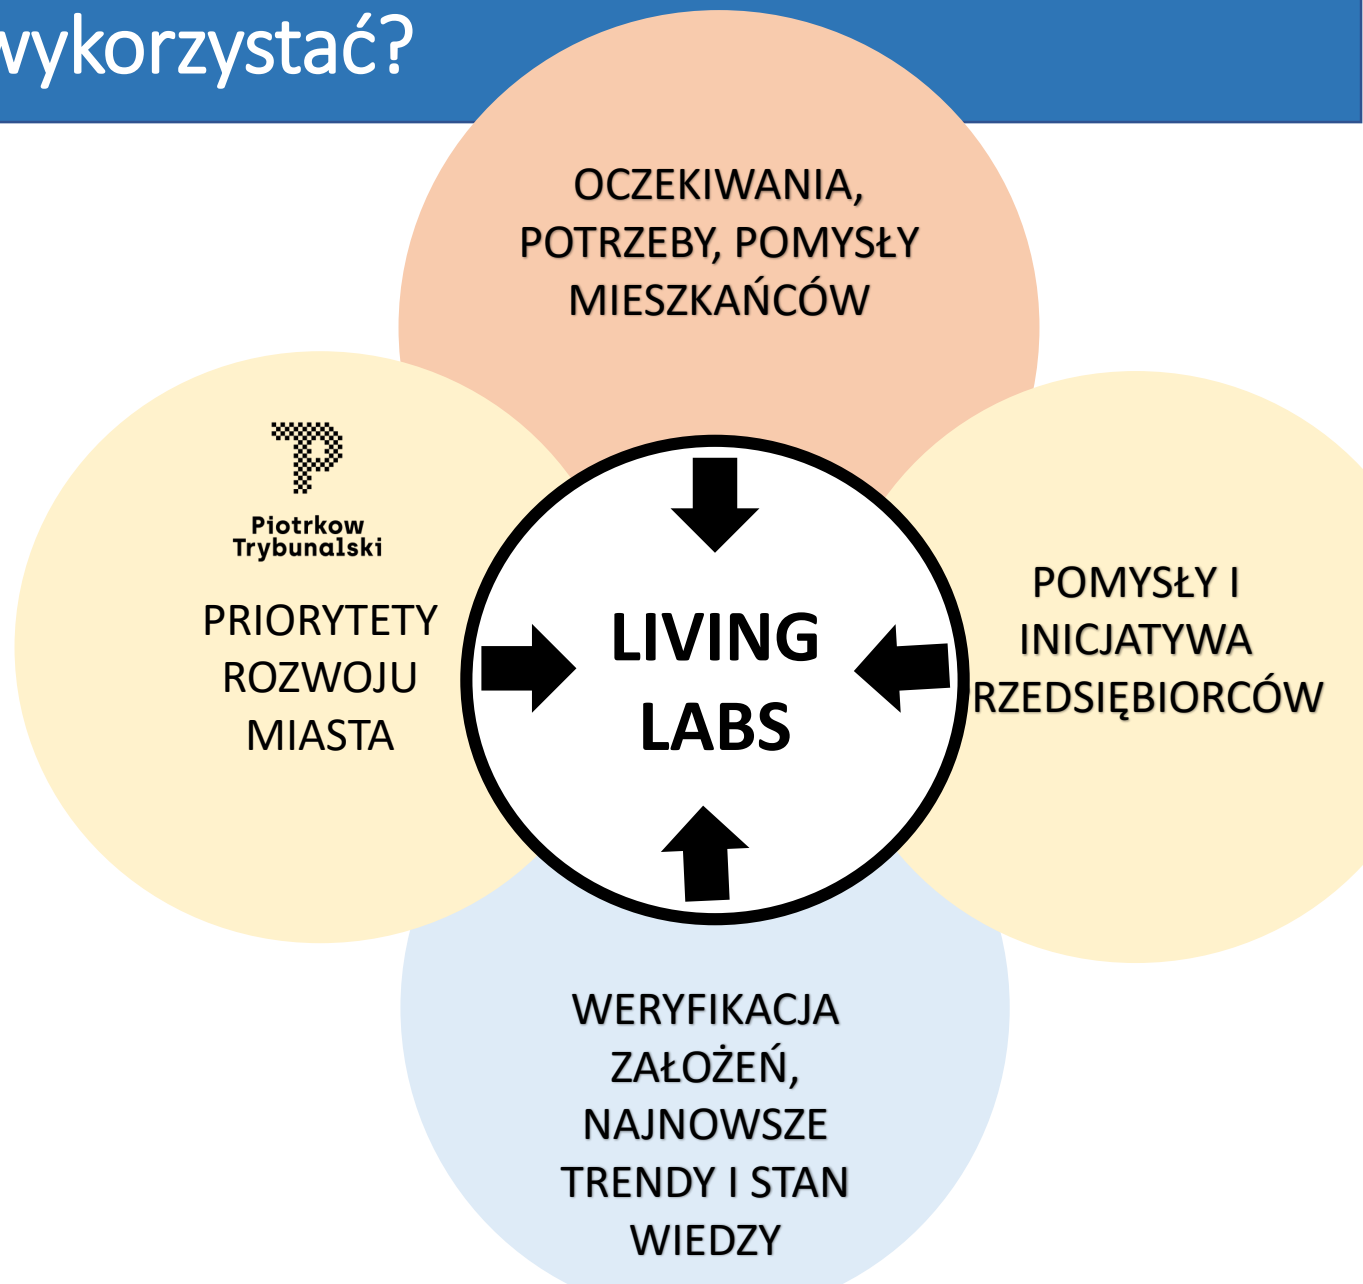 wykorzystać?
OCZEKIWANIA,
POTRZEBY, POMYSŁY
MIESZKAŃCÓW
Piotrkow
Trybunalski
PRIORYTETY
ROZWOJU
MIASTA
LIVING
LABS
POMYSŁY I
INICJATYWA
RZEDSIĘBIORCÓW
WERYFIKACJA
ZAŁOŻEŃ,
NAJNOWSZE
TRENDY I STAN
WIEDZY